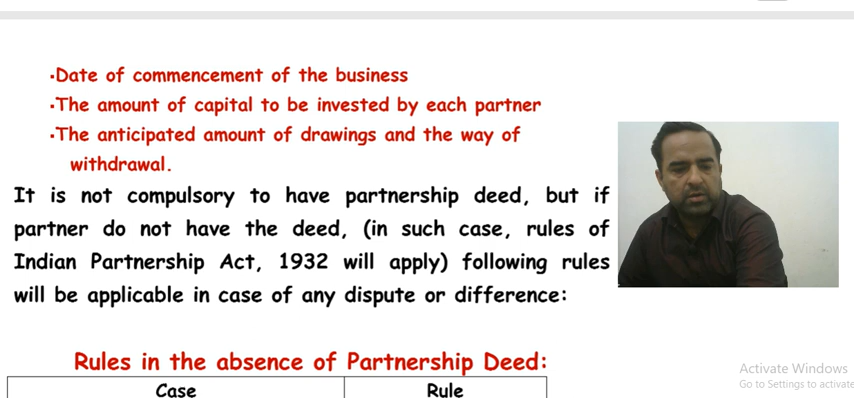 ·Date of commencement of the business
·The amount of capital to be invested by each partner
·The anticipated amount of drawings and the way of
withdrawal.
It is not compulsory to have partnership deed, but if
partner do not have the deed, (in such case, rules of
Indian Partnership Act, 1932 will apply) following rules
will be applicable in case of any dispute or difference:
Rules in the absence of Partnership Deed:
Case Rule
Activate Windows
Go to Settings to activate